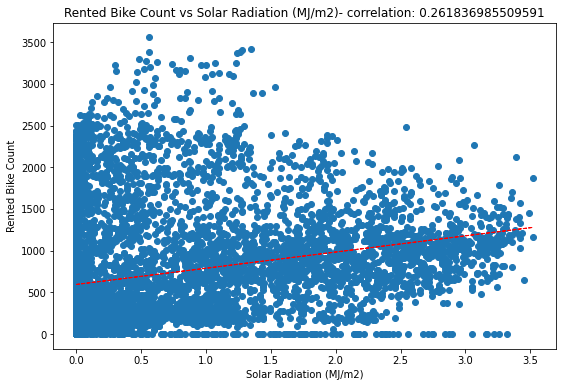 Rented Bike Count vs Solar Radiation (MJ/m2)- correlation: 0.261836985509591
3500
3000
2500
2000
1500
1000
500
0
Rented Bike Count
0.0 0.5 1.0 1.5 2.0 2.5 3.0 3.5
Solar Radiation (MJ/m2)